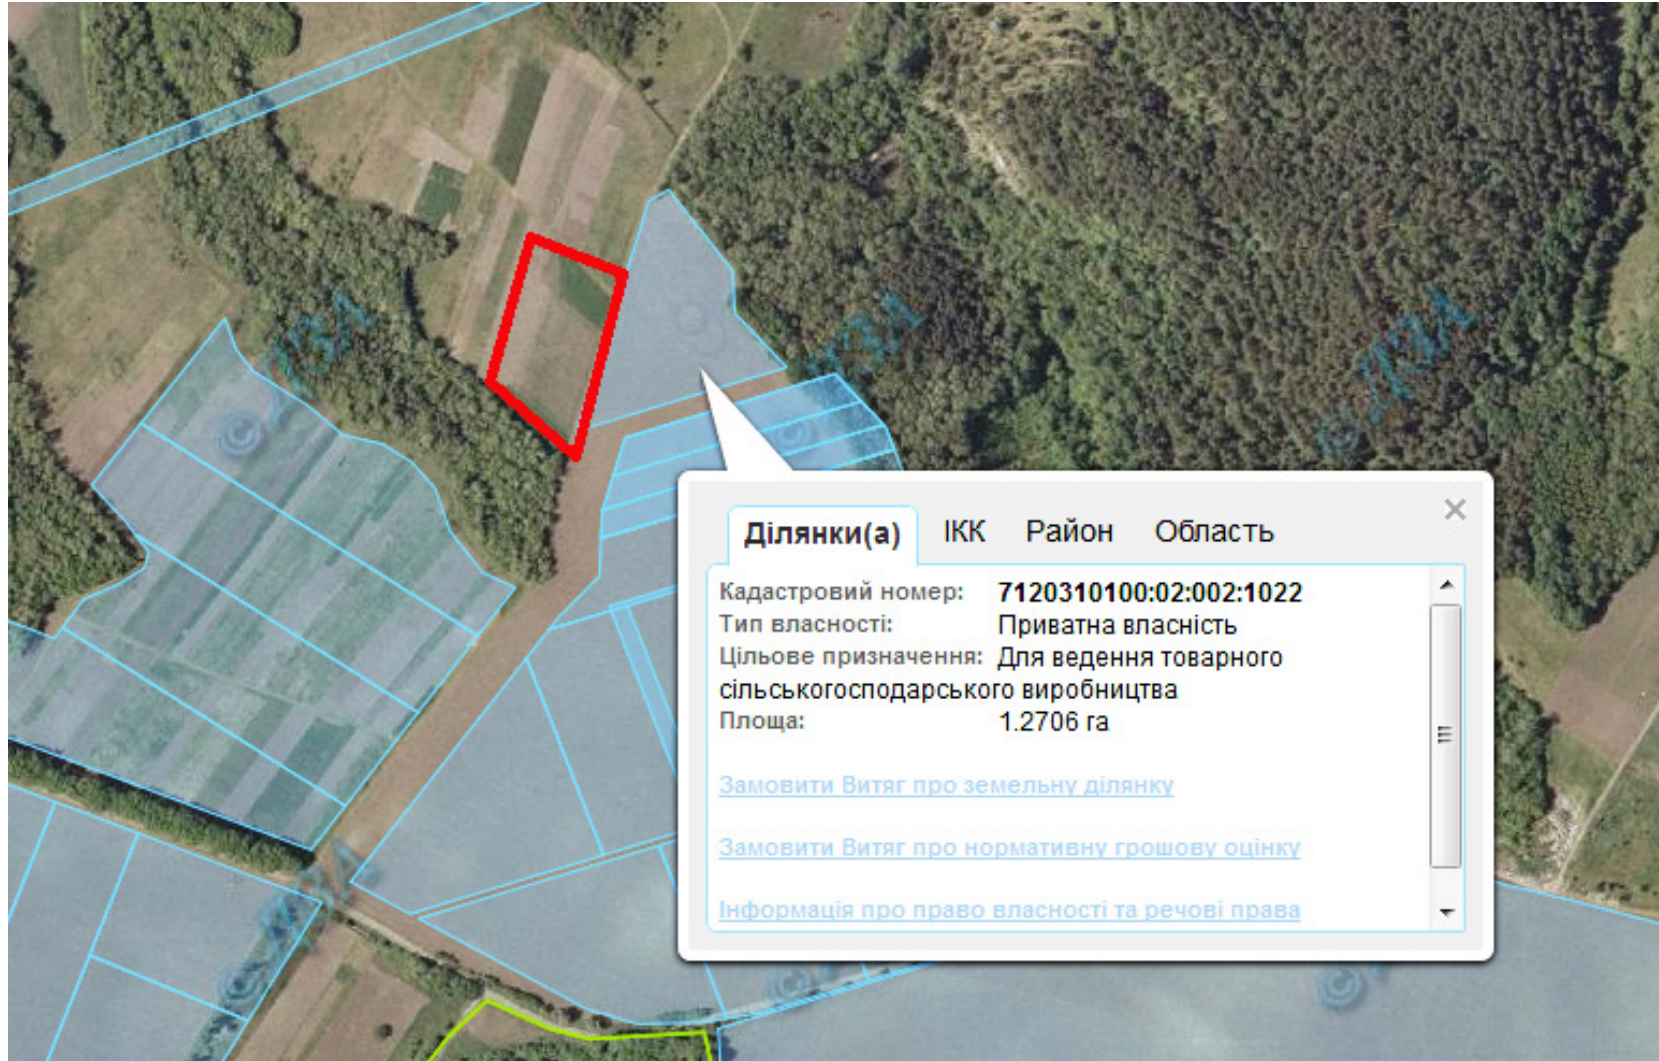 Ділянки(а) ІКК Район Область
×
Кадастровий номер: 7120310100:02:002:1022
Тип власності: Приватна власність
Цільове призначення: Для ведення товарного
сільськогосподарського виробництва
Площа: 1.2706 га
Замовити Витяг про земельну ділянку
Замовити Витяг про нормативну грошову оцінку
Інформація про право власності та речові права